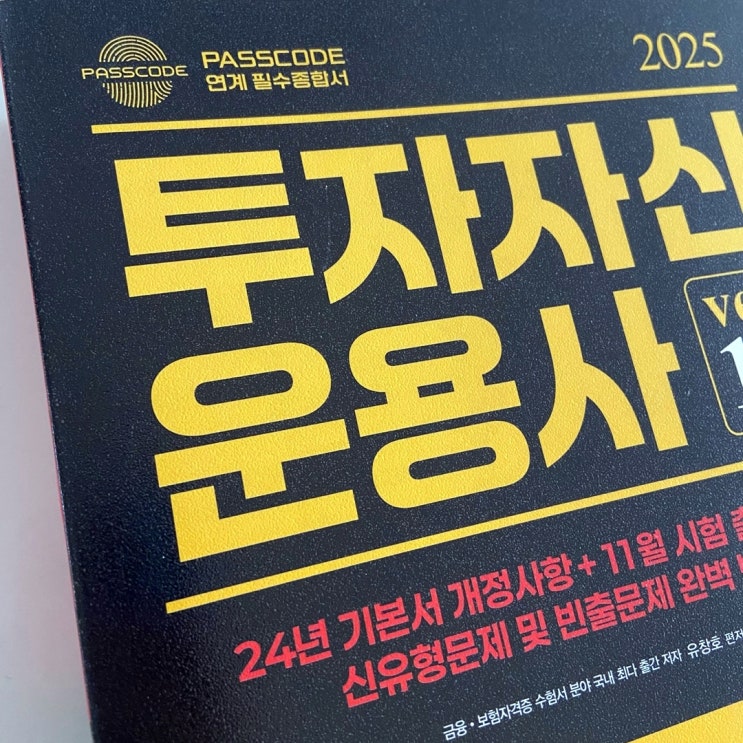 PASSCODE
PASSCODE
연계 필수종합서
2025
투자자산
운용사
24년 기본서 개정사항 + 11월 시험
신유형문제 및 빈출문제 완벽
금융・보험자격증 수험서 분야 국내 최다 출간 저자 유창호 편저